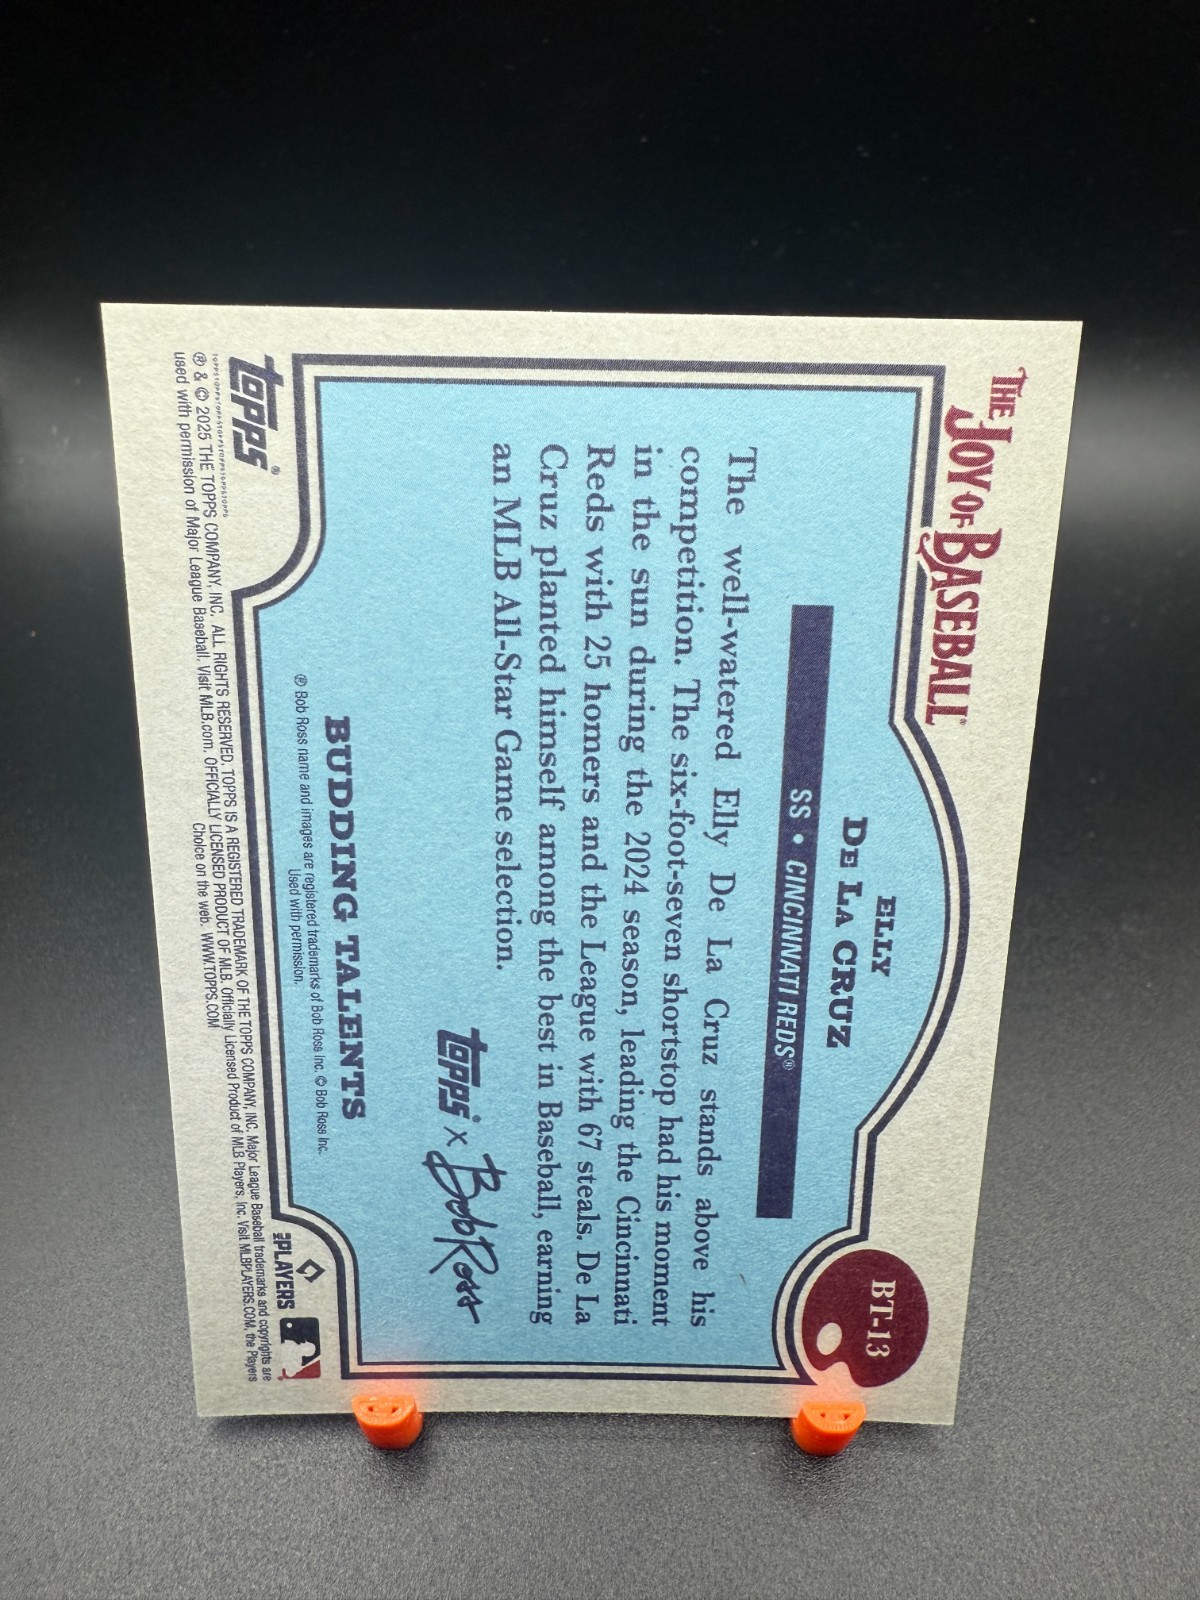 THE JOY OF BASEBALL
BT-13
ELLY
DE LA CRUZ
SS • CINCINNATI REDS®
The well-watered Elly De La Cruz stands above his
competition. The six-foot-seven shortstop had his moment
in the sun during the 2024 season, leading the Cincinnati
Reds with 25 homers and the League with 67 steals. De La
Cruz planted himself among the best in Baseball, earning
an MLB All-Star Game selection.
topps® x Bob Ross
BUDDING TALENTS
® Bob Ross name and images are registered trademarks of Bob Ross Inc. © Bob Ross Inc.
Used with permission.
topps®
MLB PLAYERS
® & © 2025 THE TOPPS COMPANY, INC. ALL RIGHTS RESERVED. TOPPS IS A REGISTERED TRADEMARK OF THE TOPPS COMPANY, INC. Major League Baseball trademarks and copyrights are
used with permission of Major League Baseball. Visit MLB.com. OFFICIALLY LICENSED PRODUCT OF MLB. Officially Licensed Product of MLB Players, Inc. Visit MLBPLAYERS.COM, the Players
Choice on the web. WWW.TOPPS.COM